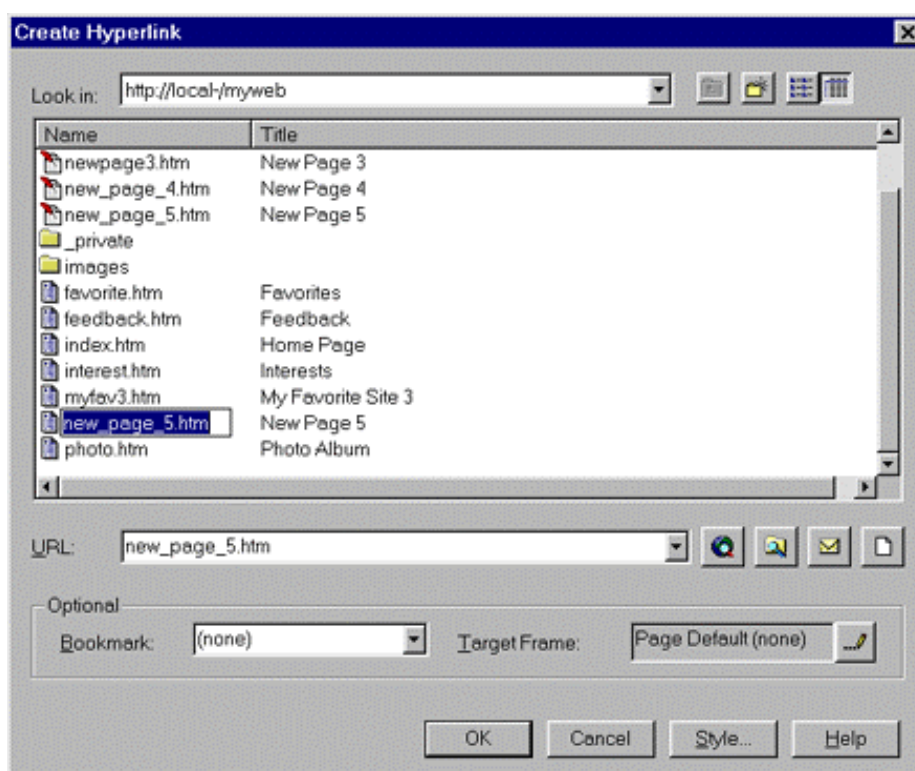 Create Hyperlink
Look in: http://local-/myweb
Name Title
newpage3.htm New Page 3
new_page_4.htm New Page 4
new_page_5.htm New Page 5
_private
images
favorite.htm Favorites
feedback.htm Feedback
index.htm Home Page
interest.htm Interests
myfav3.htm My Favorite Site 3
new_page_5.htm New Page 5
photo.htm Photo Album
URL: new_page_5.htm
Optional
Bookmark: (none) Target Frame: Page Default (none)
OK Cancel Style... Help